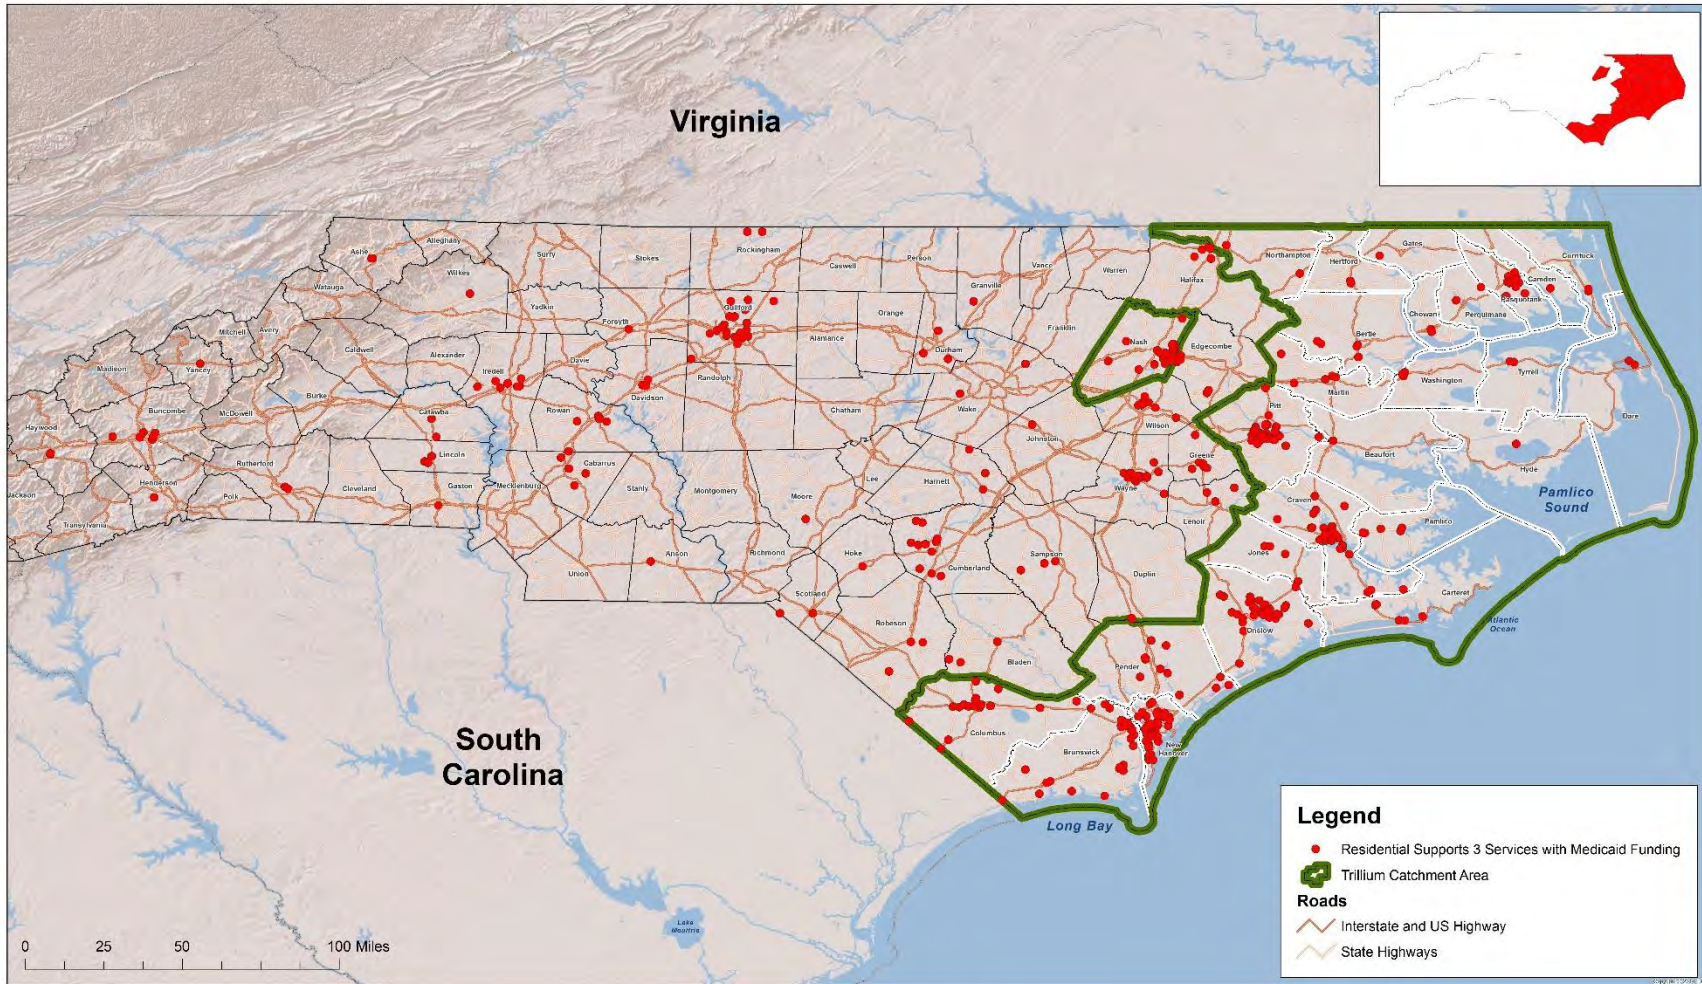 Virginia
Ashe
Alleghany
Surry
Stokes
Rockingham
Caswell
Person
Granville
Vance
Warren
Halifax
Northampton
Hertford
Gates
Currituck
Camden
Pasquotank
Perquimans
Chowan
Bertie
Watauga
Wilkes
Yadkin
Forsyth
Guilford
Alamance
Orange
Durham
Franklin
Nash
Edgecombe
Mitchell
Avery
Caldwell
Alexander
Iredell
Davie
Davidson
Randolph
Chatham
Wake
Wilson
Pitt
Martin
Washington
Tyrrell
Dare
Madison
Yancey
Burke
McDowell
Buncombe
Haywood
Catawba
Rowan
Johnston
Greene
Beaufort
Hyde
Pamlico
Sound
Rutherford
Lincoln
Cabarrus
Henderson
Polk
Cleveland
Gaston
Mecklenburg
Stanly
Montgomery
Moore
Lee
Harnett
Wayne
Lenoir
Craven
Pamlico
Jackson
Transylvania
Union
Anson
Richmond
Hoke
Cumberland
Sampson
Duplin
Jones
Carteret
Onslow
Atlantic
Ocean
Scotland
Robeson
Bladen
Pender
Columbus
Brunswick
New
Hanover
South
Carolina
Long Bay
Lake
Moultrie
0 25 50 100 Miles
Legend
Residential Supports 3 Services with Medicaid Funding
Trillium Catchment Area
Roads
Interstate and US Highway
State Highways